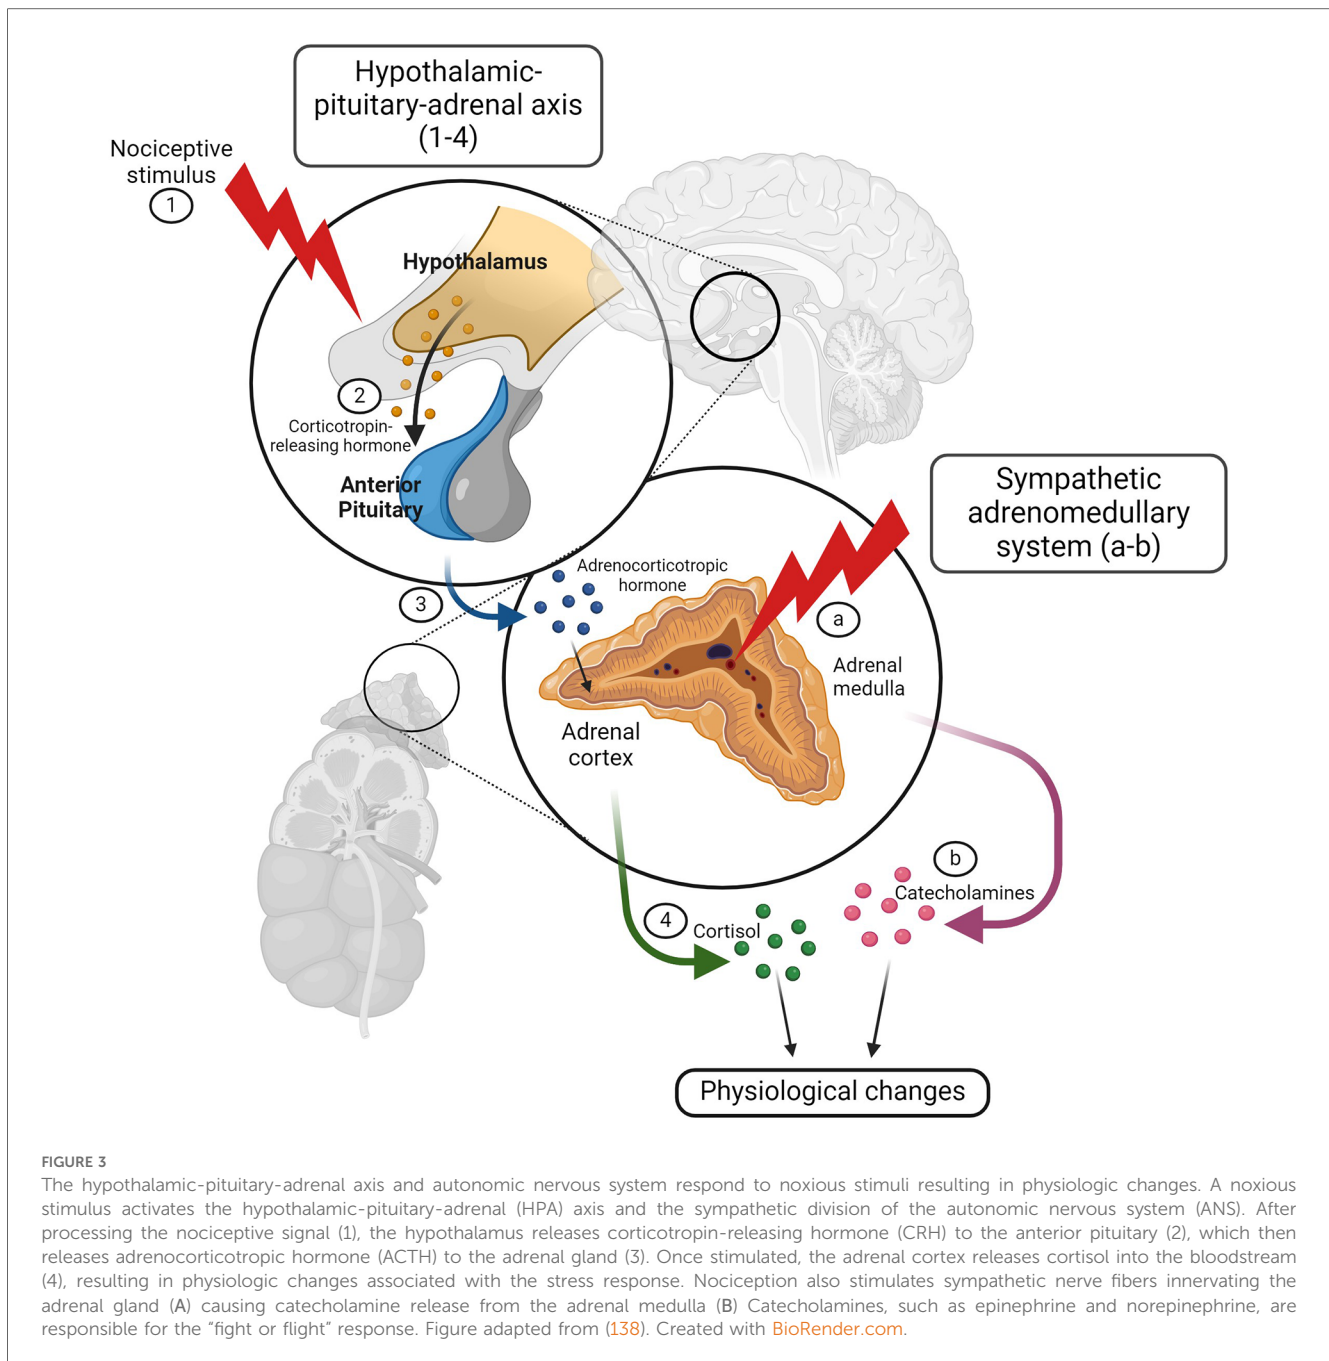 Hypothalamic-
pituitary-adrenal axis
(1-4)
Nociceptive
stimulus
1
Hypothalamus
2
Corticotropin-
releasing hormone
Anterior
Pituitary
Sympathetic
adrenomedullary
system (a-b)
3
Adrenocorticotropic
hormone
a
Adrenal
medulla
Adrenal
cortex
b
Catecholamines
4
Cortisol
Physiological changes
FIGURE 3
The hypothalamic-pituitary-adrenal axis and autonomic nervous system respond to noxious stimuli resulting in physiologic changes. A noxious
stimulus activates the hypothalamic-pituitary-adrenal (HPA) axis and the sympathetic division of the autonomic nervous system (ANS). After
processing the nociceptive signal (1), the hypothalamus releases corticotropin-releasing hormone (CRH) to the anterior pituitary (2), which then
releases adrenocorticotropic hormone (ACTH) to the adrenal gland (3). Once stimulated, the adrenal cortex releases cortisol into the bloodstream
(4), resulting in physiologic changes associated with the stress response. Nociception also stimulates sympathetic nerve fibers innervating the
adrenal gland (A) causing catecholamine release from the adrenal medulla (B) Catecholamines, such as epinephrine and norepinephrine, are
responsible for the “fight or flight” response. Figure adapted from (138). Created with BioRender.com.